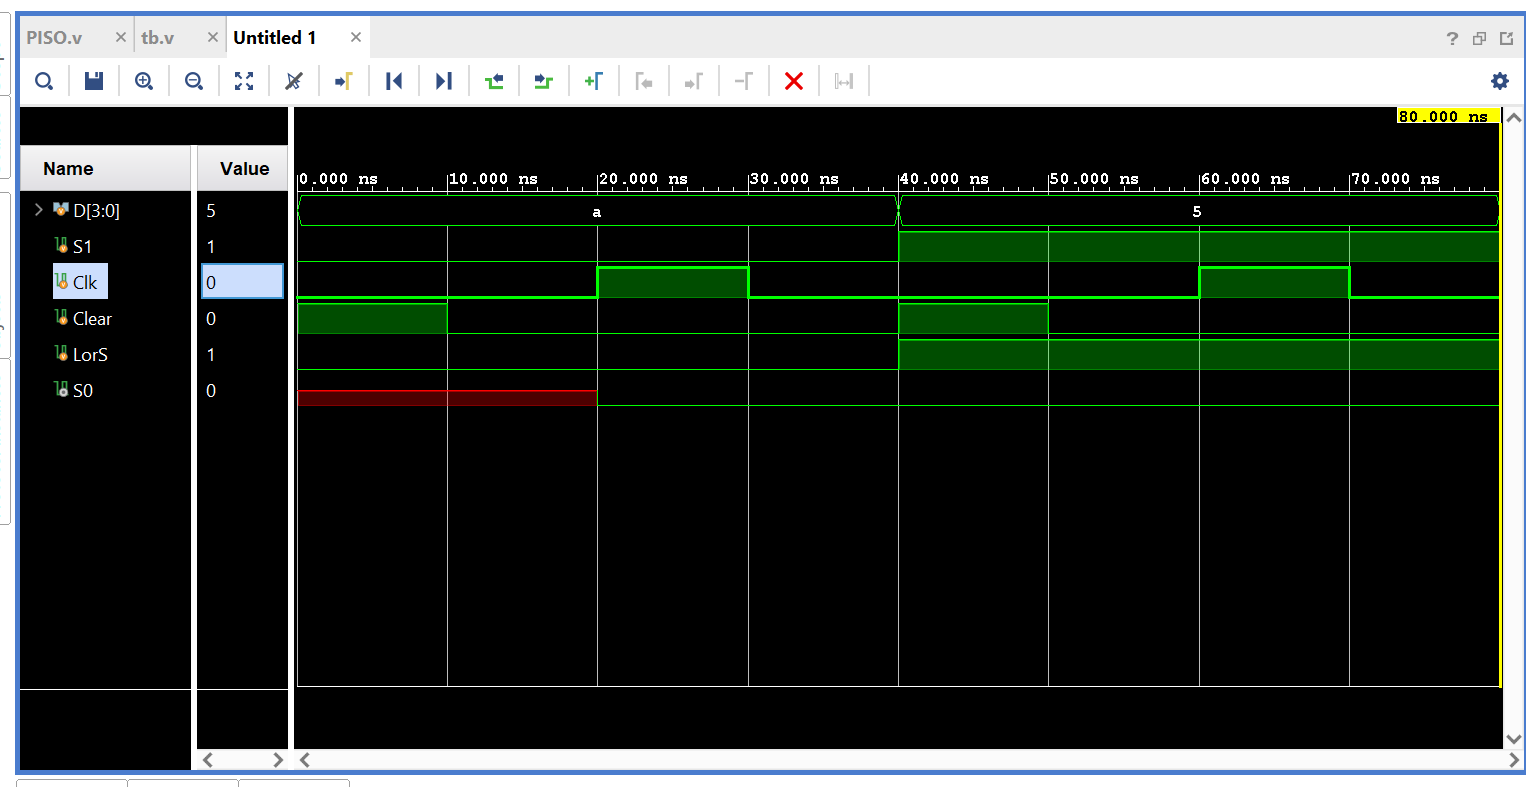 PISO.v × tb.v × Untitled 1 ×
80.000 ns
Name Value
0.000 ns 10.000 ns 20.000 ns 30.000 ns 40.000 ns 50.000 ns 60.000 ns 70.000 ns
D[3:0] 5 a 5
S1 1
Clk 0
Clear 0
LorS 1
S0 0